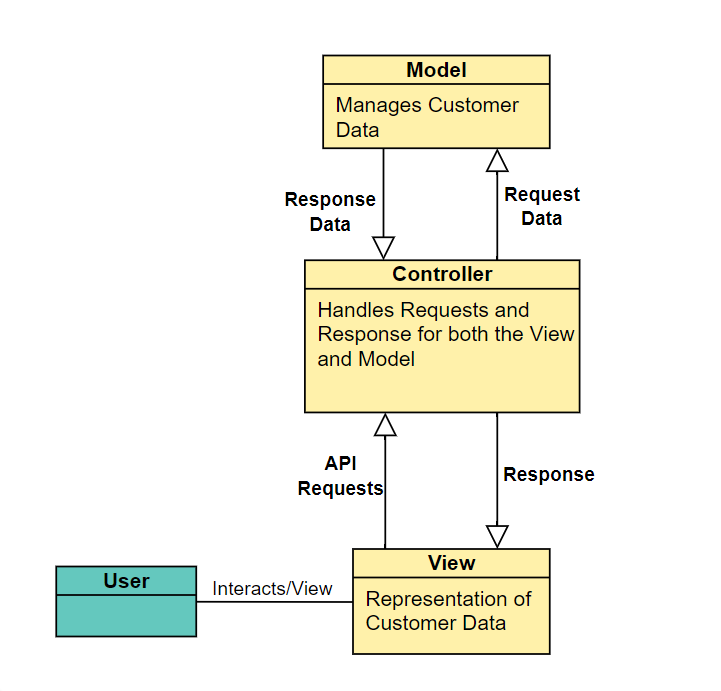 Model
Manages Customer
Data
Response
Data
Request
Data
Controller
Handles Requests and
Response for both the View
and Model
API
Requests
Response
User
Interacts/View
View
Representation of
Customer Data